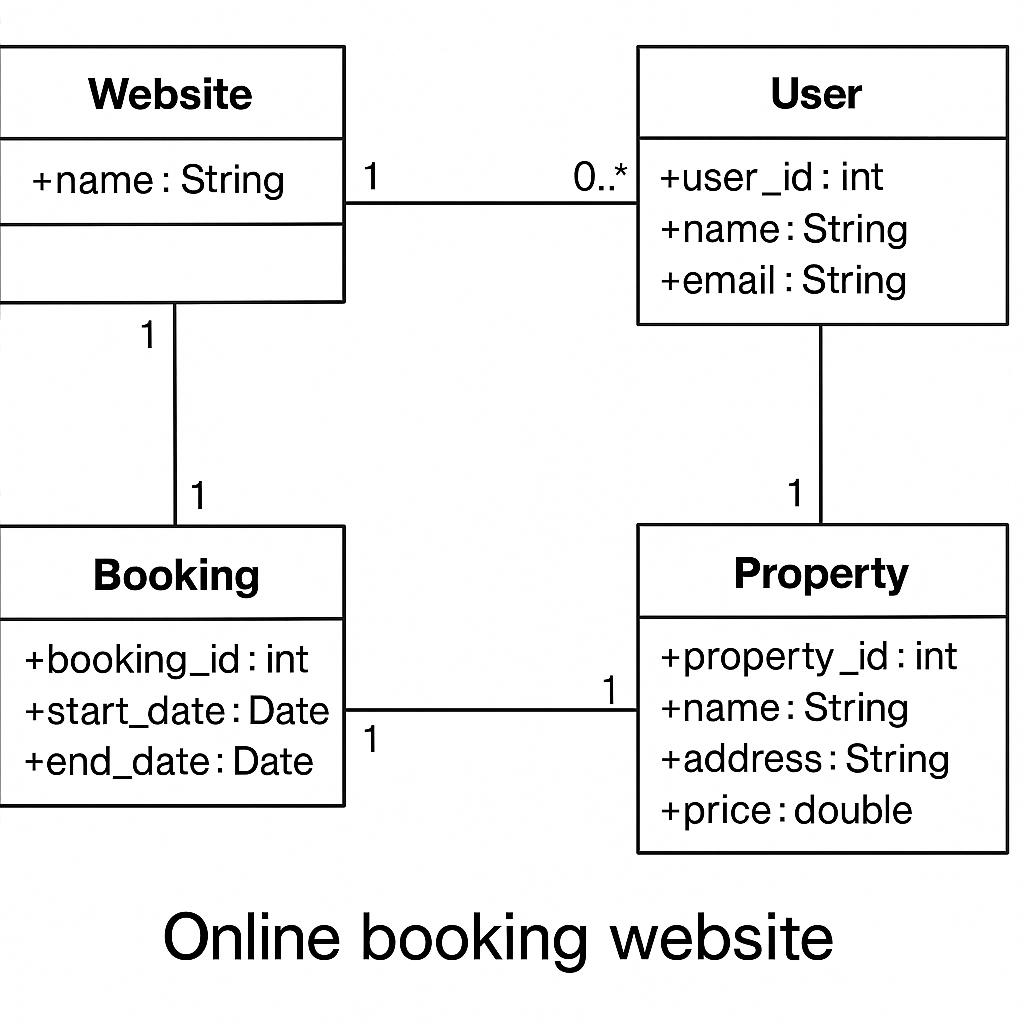 Website
+name : String
1
0..*
User
+user_id : int
+name : String
+email : String
1
1
1
Booking
+booking_id : int
+start_date : Date
+end_date : Date
1
1
Property
+property_id : int
+name : String
+address : String
+price : double
Online booking website